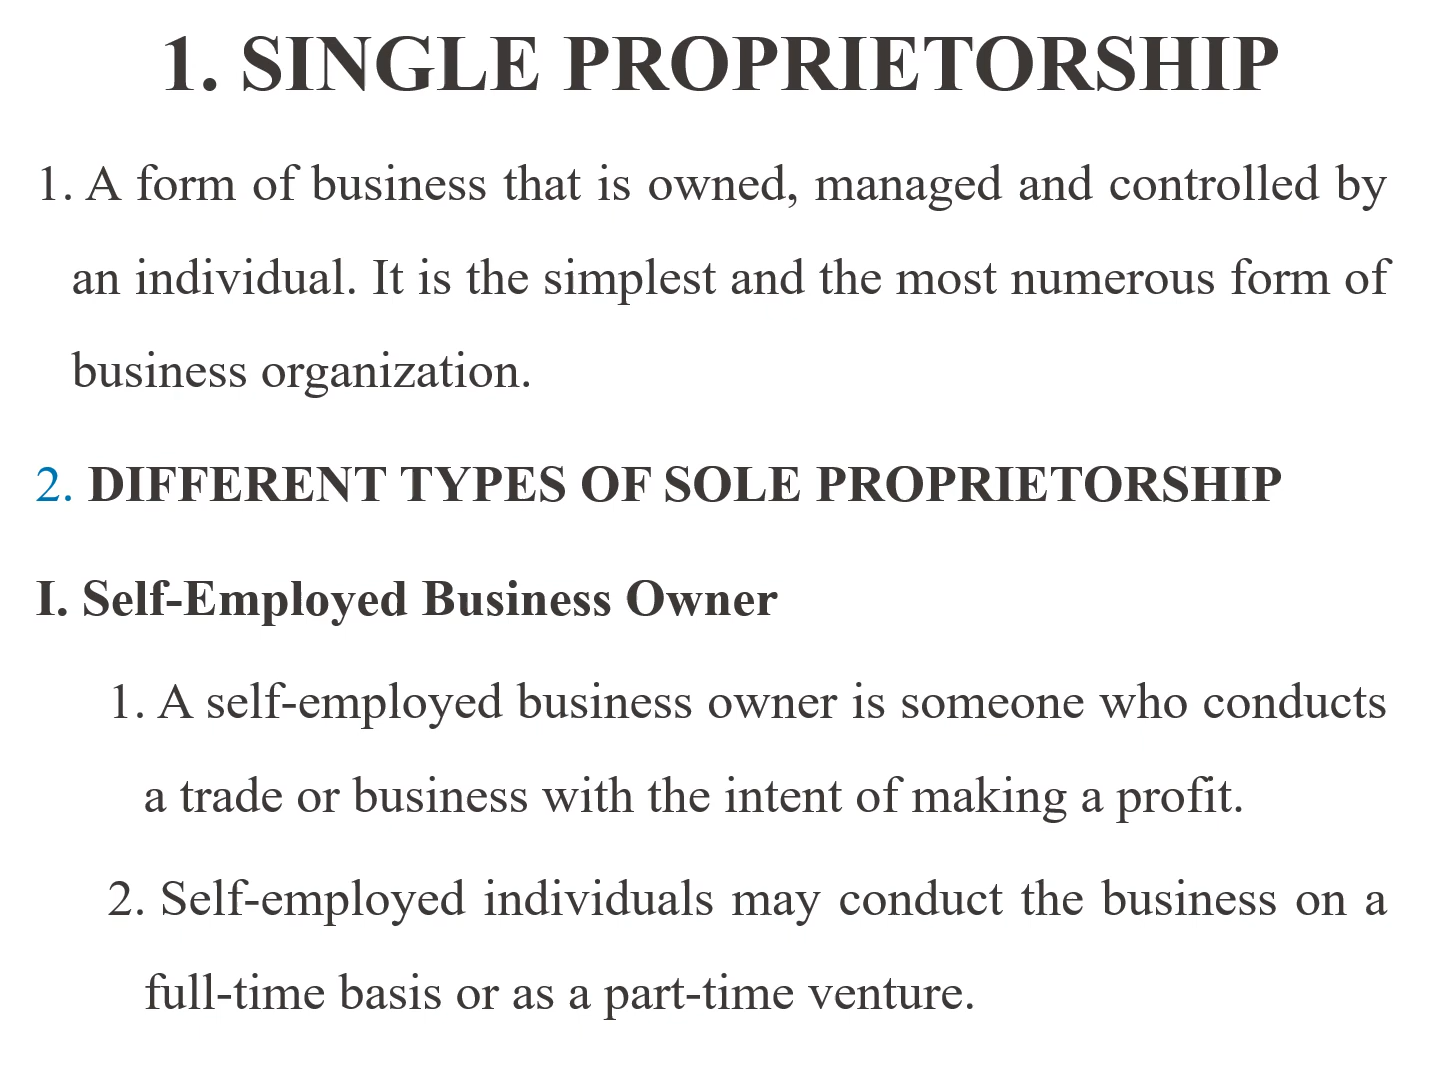 1. SINGLE PROPRIETORSHIP
1. A form of business that is owned, managed and controlled by
an individual. It is the simplest and the most numerous form of
business organization.
2. DIFFERENT TYPES OF SOLE PROPRIETORSHIP
I. Self-Employed Business Owner
1. A self-employed business owner is someone who conducts
a trade or business with the intent of making a profit.
2. Self-employed individuals may conduct the business on a
full-time basis or as a part-time venture.